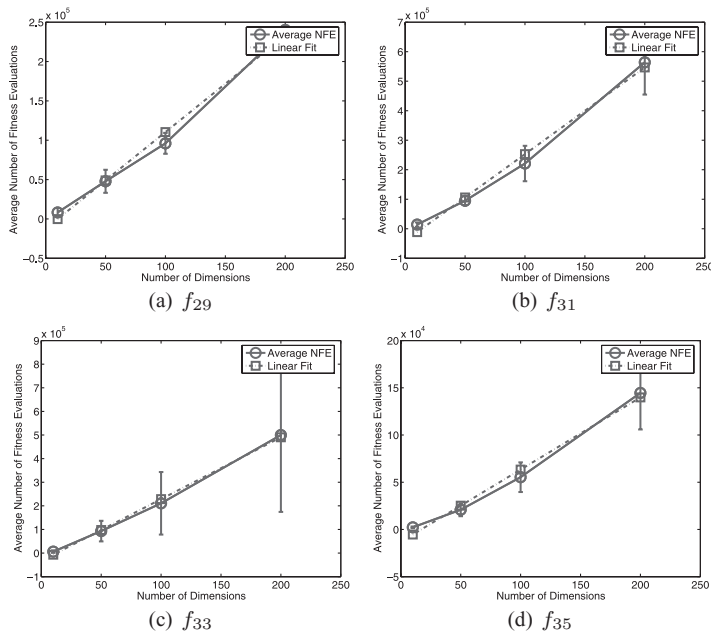 x 10^5
2.5
2
1.5
1
0.5
0
−0.5
0 50 100 150 200 250
Average Number of Fitness Evaluations
Number of Dimensions
Average NFE
Linear Fit
(a) f_29
x 10^5
7
6
5
4
3
2
1
0
−1
0 50 100 150 200 250
Average Number of Fitness Evaluations
Number of Dimensions
Average NFE
Linear Fit
(b) f_31
x 10^5
9
8
7
6
5
4
3
2
1
0
−1
0 50 100 150 200 250
Average Number of Fitness Evaluations
Number of Dimensions
Average NFE
Linear Fit
(c) f_33
x 10^4
20
15
10
5
0
−5
0 50 100 150 200 250
Average Number of Fitness Evaluations
Number of Dimensions
Average NFE
Linear Fit
(d) f_35